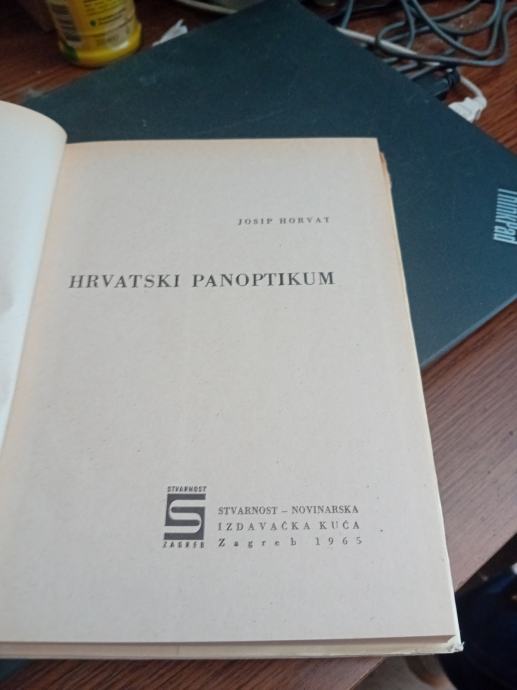 JOSIP HORVAT
HRVATSKI PANOPTIKUM
STVARNOST
S
ZAGREB
STVARNOST – NOVINARSKA
IZDAVAČKA KUĆA
Zagreb 1965
ThinkPad